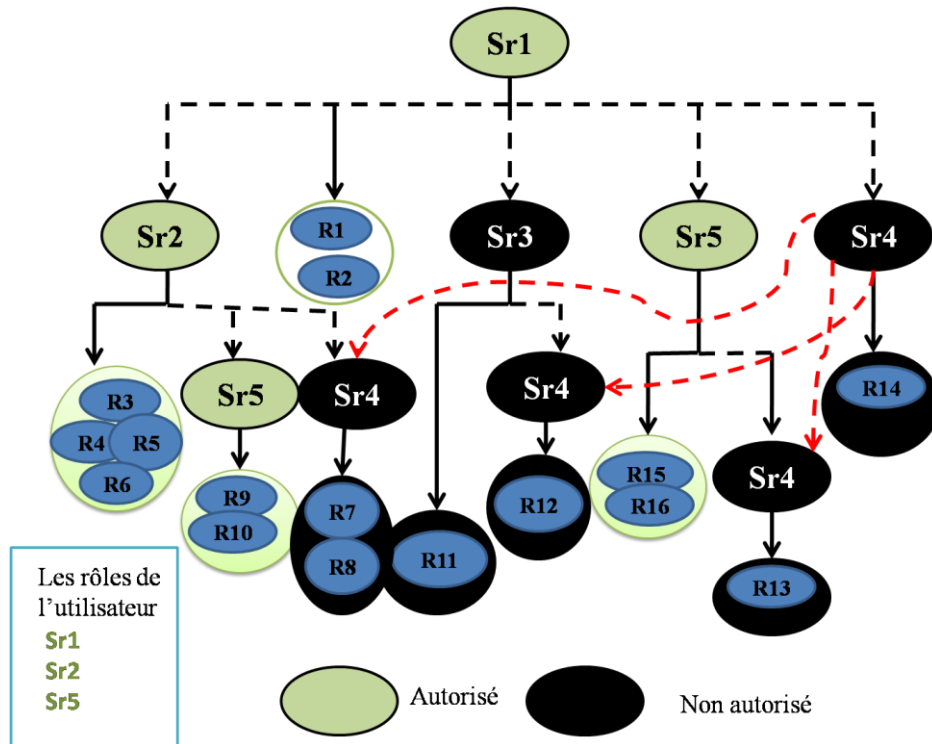 Sr1
Sr2
R1
R2
Sr3
Sr5
Sr4
R3
R4
R5
R6
Sr5
Sr4
Sr4
R14
R9
R10
R7
R8
R11
R12
R15
R16
Sr4
R13
Les rôles de
l’utilisateur
Sr1
Sr2
Sr5
Autorisé
Non autorisé